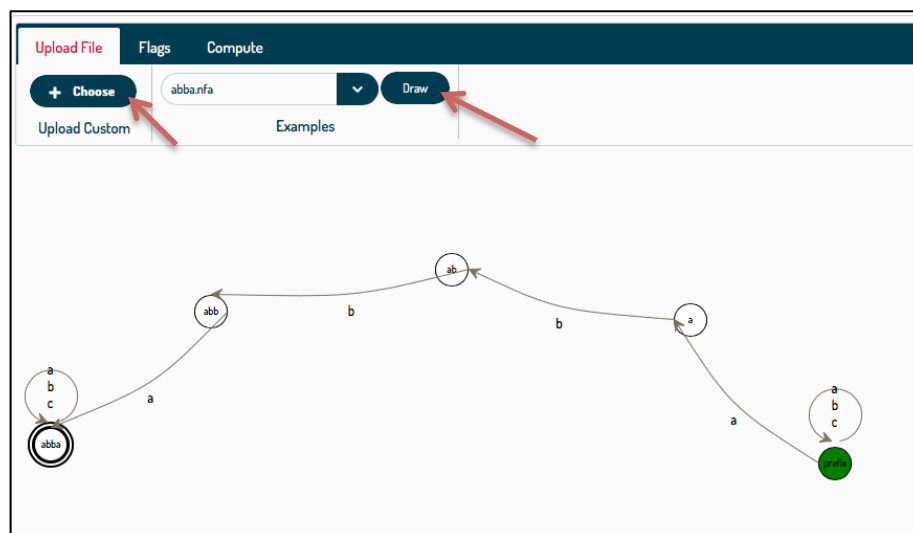 Upload File Flags Compute
+ Choose abba.nfa Draw
Upload Custom Examples
ab
abb
b
a
b
a
b
c
a
a
b
c
a
abba
prefix